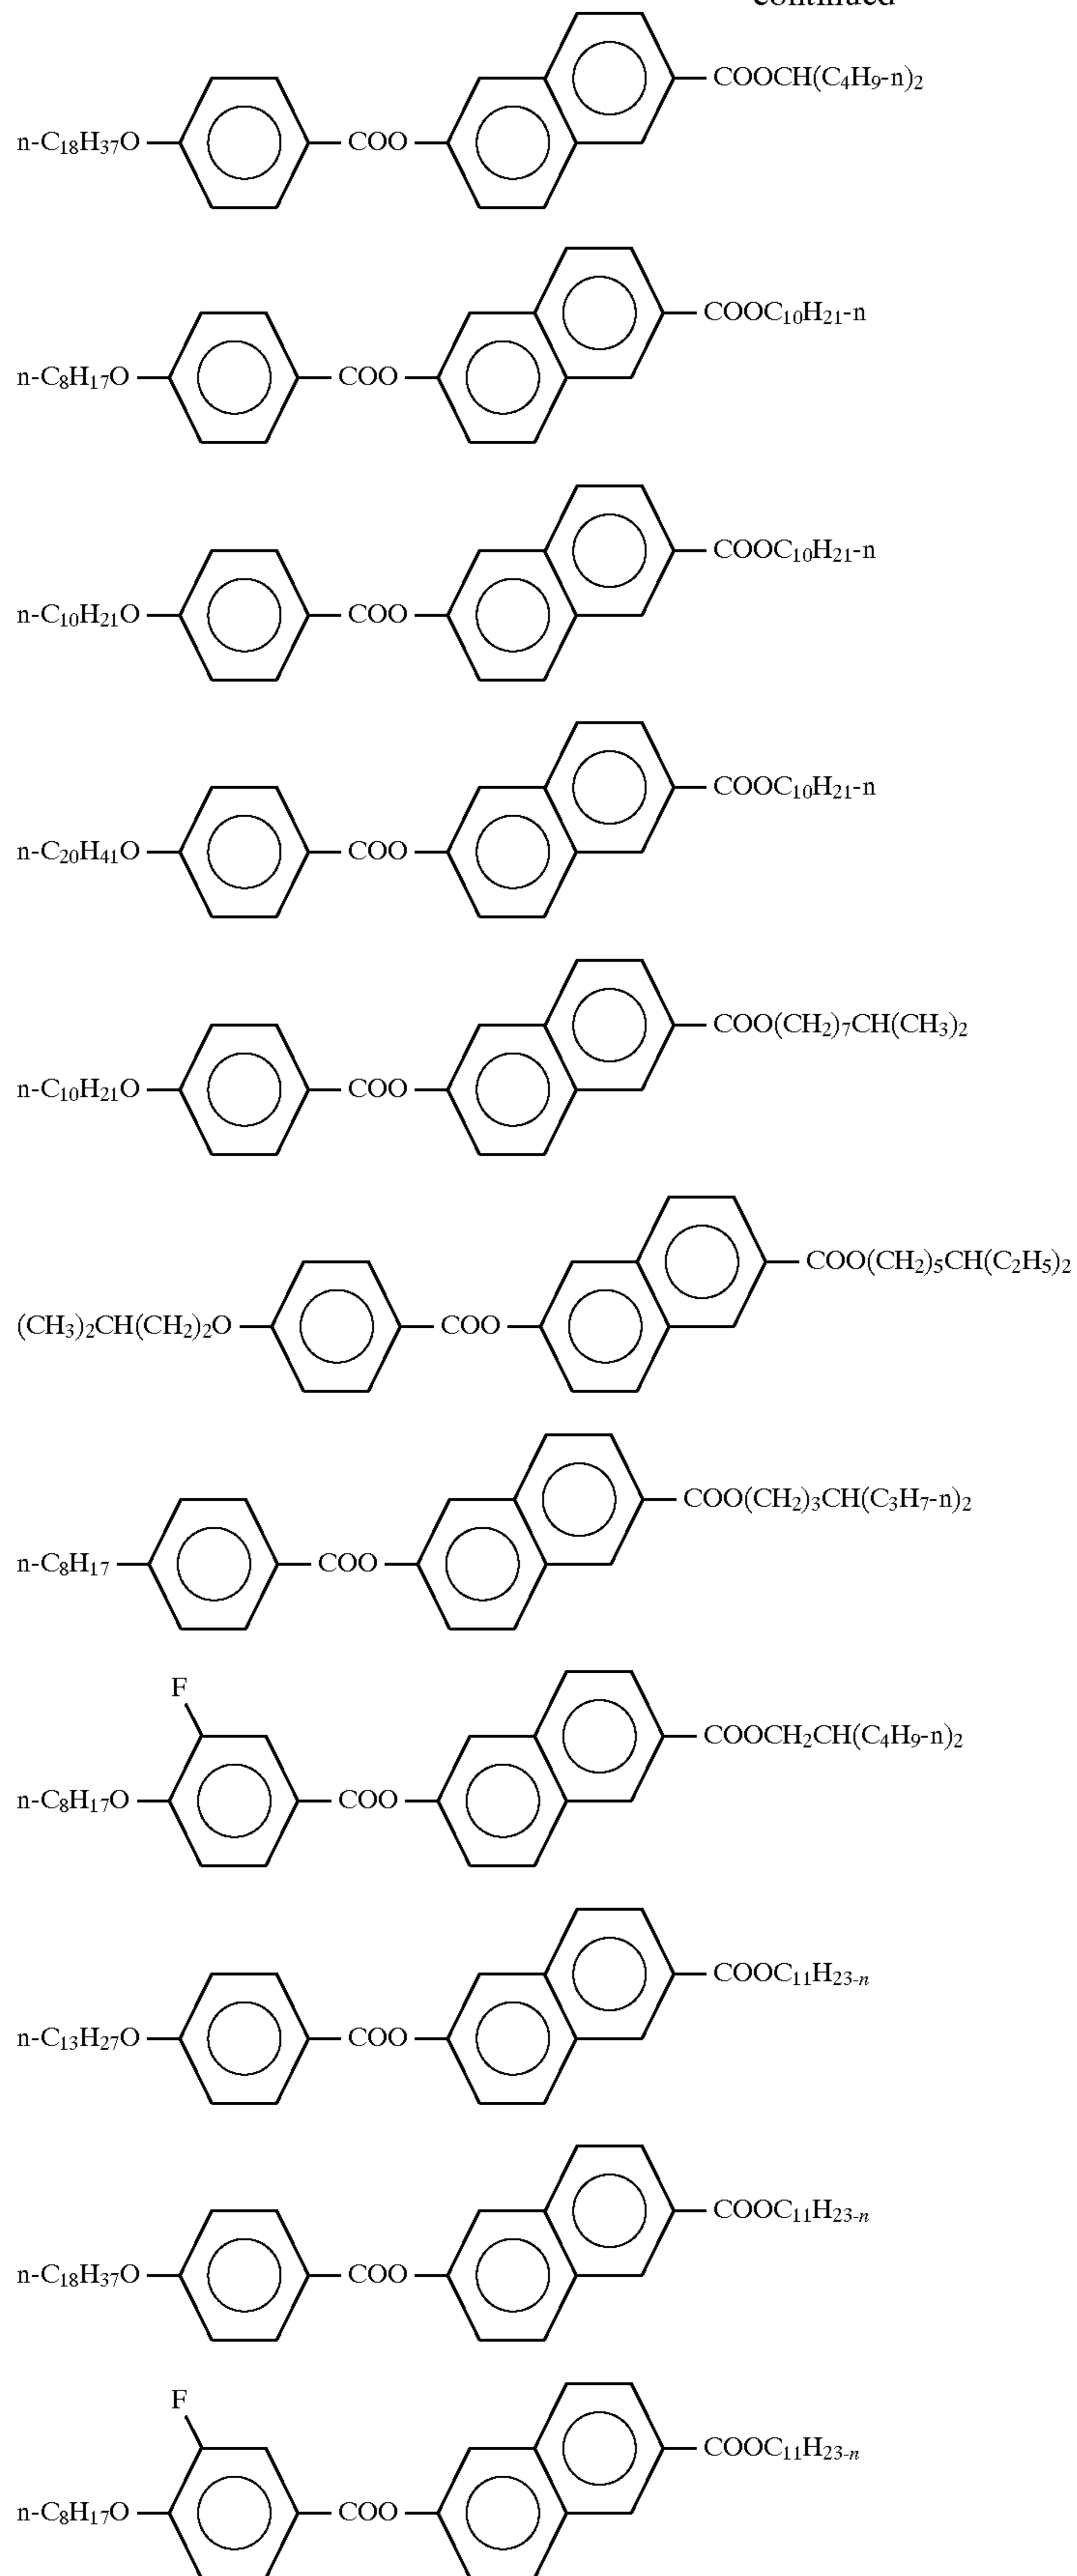 continued
COOCH(C₄H₉-n)₂
n-C₁₈H₃₇O COO
COOC₁₀H₂₁-n
n-C₈H₁₇O COO
COOC₁₀H₂₁-n
n-C₁₀H₂₁O COO
COOC₁₀H₂₁-n
n-C₂₀H₄₁O COO
COO(CH₂)₇CH(CH₃)₂
n-C₁₀H₂₁O COO
COO(CH₂)₅CH(C₂H₅)₂
(CH₃)₂CH(CH₂)₂O COO
COO(CH₂)₃CH(C₃H₇-n)₂
n-C₈H₁₇ COO
F
COOCH₂CH(C₄H₉-n)₂
n-C₈H₁₇O COO
COOC₁₁H₂₃₋ₙ
n-C₁₃H₂₇O COO
COOC₁₁H₂₃₋ₙ
n-C₁₈H₃₇O COO
F
COOC₁₁H₂₃₋ₙ
n-C₈H₁₇O COO